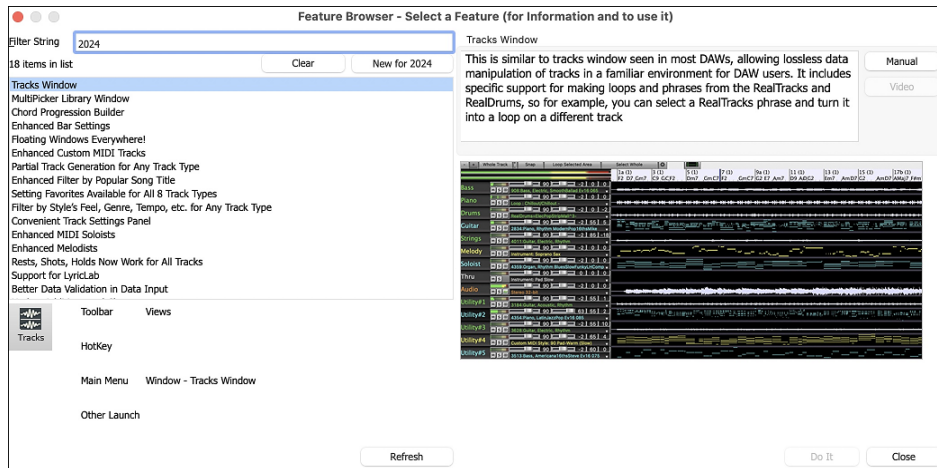 Feature Browser - Select a Feature (for Information and to use it)
Filter String
2024
18 items in list
Clear
New for 2024
Tracks Window
MultiPicker Library Window
Chord Progression Builder
Enhanced Bar Settings
Floating Windows Everywhere!
Enhanced Custom MIDI Tracks
Partial Track Generation for Any Track Type
Enhanced Filter by Popular Song Title
Setting Favorites Available for All 8 Track Types
Filter by Style's Feel, Genre, Tempo, etc. for Any Track Type
Convenient Track Settings Panel
Enhanced MIDI Soloists
Enhanced Melodists
Rests, Shots, Holds Now Work for All Tracks
Support for LyricLab
Better Data Validation in Data Input
Tracks
Toolbar
Views
HotKey
Main Menu
Window - Tracks Window
Other Launch
Refresh
Tracks Window
This is similar to tracks window seen in most DAWs, allowing lossless data
manipulation of tracks in a familiar environment for DAW users. It includes
specific support for making loops and phrases from the RealTracks and
RealDrums, so for example, you can select a RealTracks phrase and turn it
into a loop on a different track
Manual
Video
Whole Track
Snap
Loop Selected Area
Select Whole
Bass
Piano
Drums
Guitar
Strings
Melody
Instrument: Soprano Sax
Soloist
Thru
Instrument: Pad Slow
Audio
Utility#1
Utility#2
Utility#3
Utility#4
Utility#5
Do It
Close